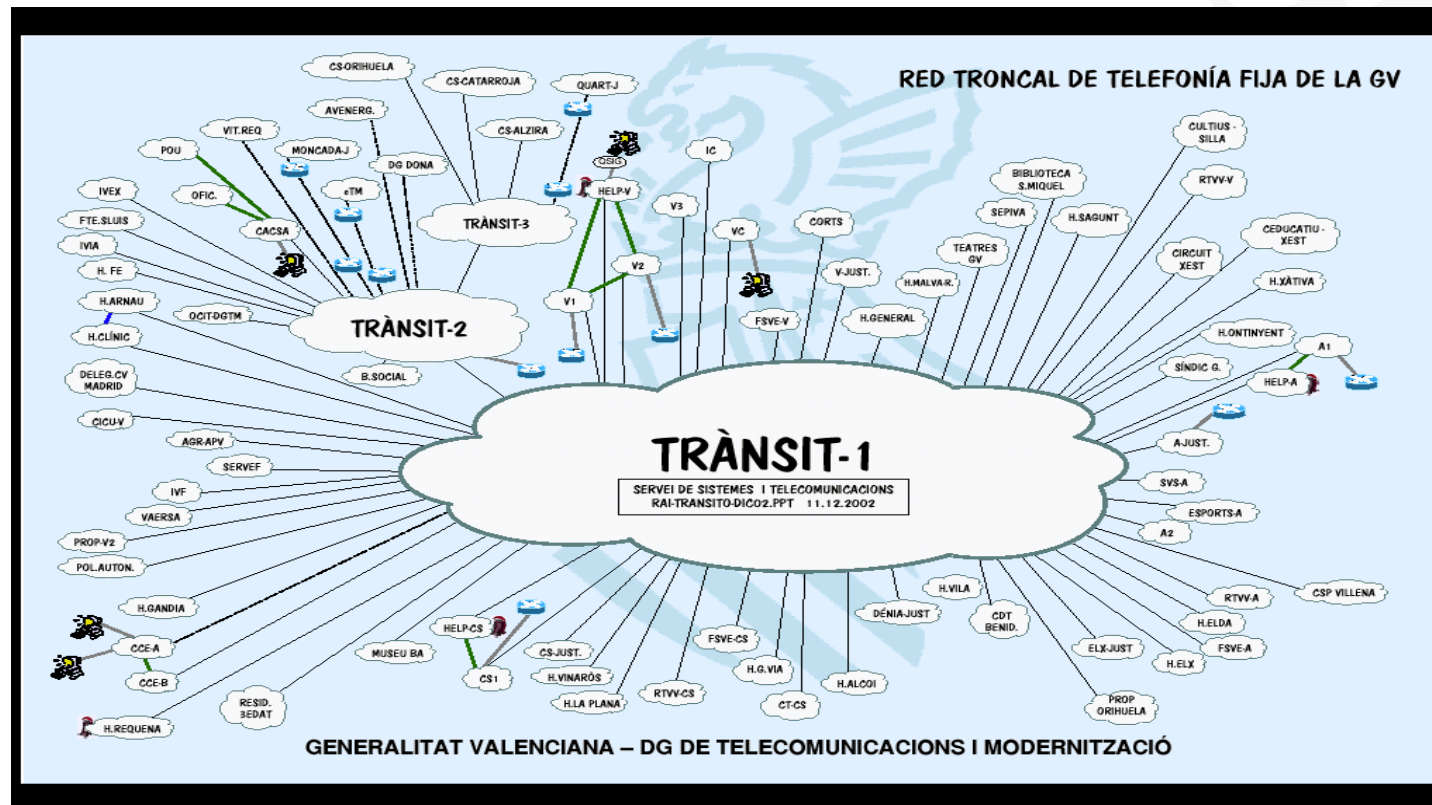 RED TRONCAL DE TELEFONÍA FIJA DE LA GV
CS-ORIHUELA
CS-CATARROJA
QUART-J
AVENERG.
VIT.REQ
CS-ALZIRA
POU
MONCADA-J
DG DONA
QSIG
IC
CULTIUS -
SILLA
BIBLIOTECA
S.MIQUEL
RTVV-V
IVEX
OFIC.
eTM
HELP-V
V3
SEPIVA
H.SAGUNT
FTE.SLUIS
CACSA
TRÀNSIT-3
VC
CORTS
CEDUCATIU -
XEST
IVIA
TEATRES
GV
CIRCUIT
XEST
H. FE
V2
V-JUST.
H.MALVA-R.
H.XÀTIVA
H.ARNAU
V1
OCIT-DGTM
TRÀNSIT-2
FSVE-V
H.GENERAL
H.ONTINYENT
H.CLÍNIC
A1
B.SOCIAL
SÍNDIC G.
DELEG.CV
MADRID
HELP-A
CICU-V
AGR-APV
A-JUST.
TRÀNSIT-1
SERVEF
SERVEI DE SISTEMES I TELECOMUNICACIONS
RAI-TRANSITO-DIC02.PPT 11.12.2002
SVS-A
IVF
VAERSA
ESPORTS-A
A2
PROP-V2
POL.AUTON.
H.GANDIA
H.VILA
CSP VILLENA
RTVV-A
DÉNIA-JUST
CDT
BENID.
H.ELDA
HELP-CS
FSVE-CS
CCE-A
MUSEU BA
CS-JUST.
ELX-JUST
FSVE-A
H.G.VIA
H.ELX
CCE-B
CS1
H.VINARÒS
RTVV-CS
H.ALCOI
H.LA PLANA
CT-CS
RESID.
3EDAT
PROP
ORIHUELA
H.REQUENA
GENERALITAT VALENCIANA – DG DE TELECOMUNICACIONS I MODERNITZACIÓ